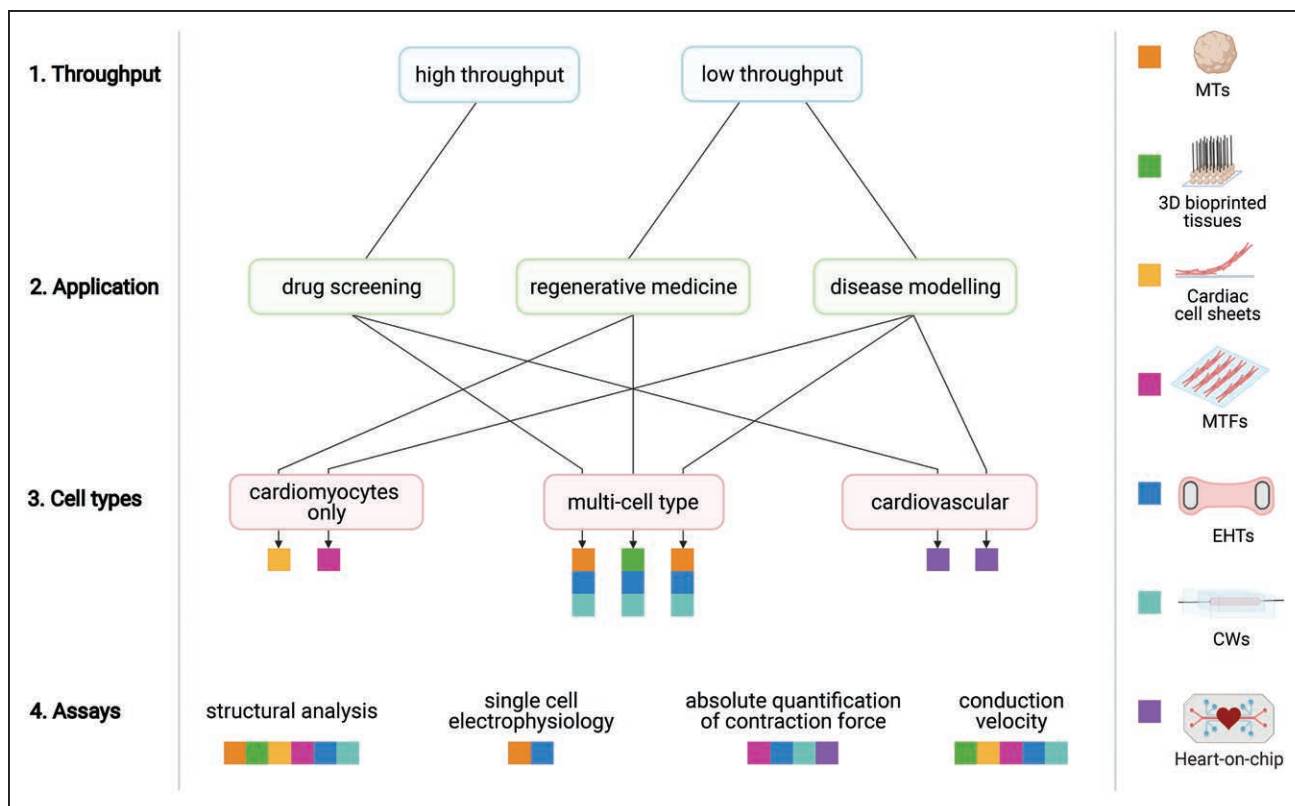 1. Throughput
high throughput
low throughput
2. Application
drug screening
regenerative medicine
disease modelling
3. Cell types
cardiomyocytes
only
multi-cell type
cardiovascular
4. Assays
structural analysis
single cell
electrophysiology
absolute quantification
of contraction force
conduction
velocity
MTs
3D bioprinted
tissues
Cardiac
cell sheets
MTFs
EHTs
CWs
Heart-on-chip